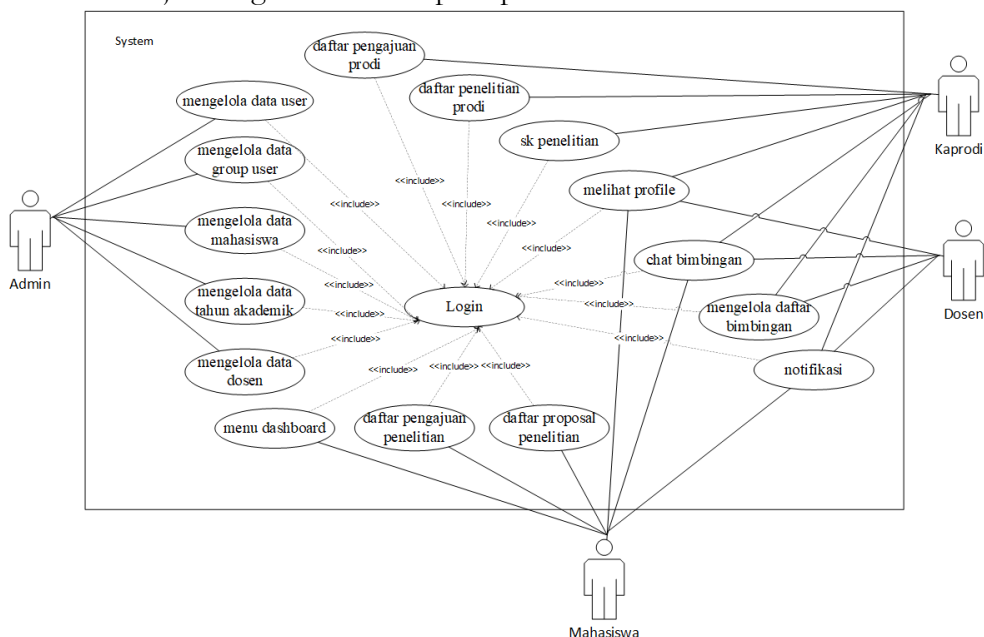 System
daftar pengajuan
prodi
daftar penelitian
prodi
mengelola data user
sk penelitian
mengelola data
group user
Kaprodi
<<include>>
<<include>>
<<include>>
melihat profile
<<include>>
mengelola data
mahasiswa
<<include>>
<<include>>
chat bimbingan
Admin
<<include>>
mengelola data
tahun akademik
Login
<<include>>
mengelola daftar
bimbingan
Dosen
<<include>>
<<include>>
<<include>>
mengelola data
dosen
notifikasi
<<include>>
<<include>>
<<include>>
menu dashboard
daftar pengajuan
penelitian
daftar proposal
penelitian
Mahasiswa